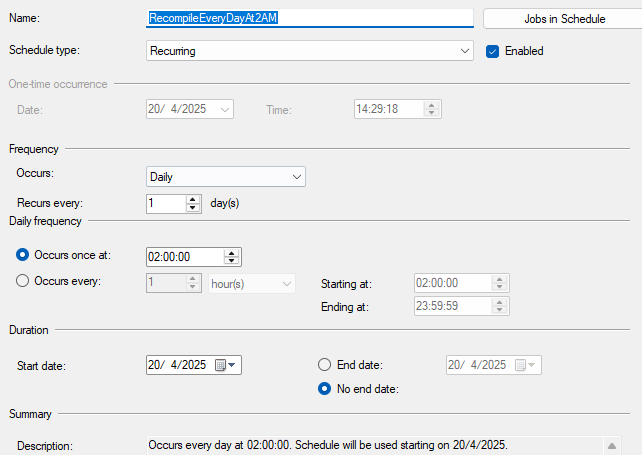 Name: RecompileEveryDayAt2AM Jobs in Schedule
Schedule type: Recurring Enabled
One-time occurrence
Date: 20/ 4/2025 Time: 14:29:18
Frequency
Occurs: Daily
Recurs every: 1 day(s)
Daily frequency
Occurs once at: 02:00:00
Occurs every: 1 hour(s) Starting at: 02:00:00
Ending at: 23:59:59
Duration
Start date: 20/ 4/2025 End date: 20/ 4/2025
No end date:
Summary
Description: Occurs every day at 02:00:00. Schedule will be used starting on 20/4/2025.